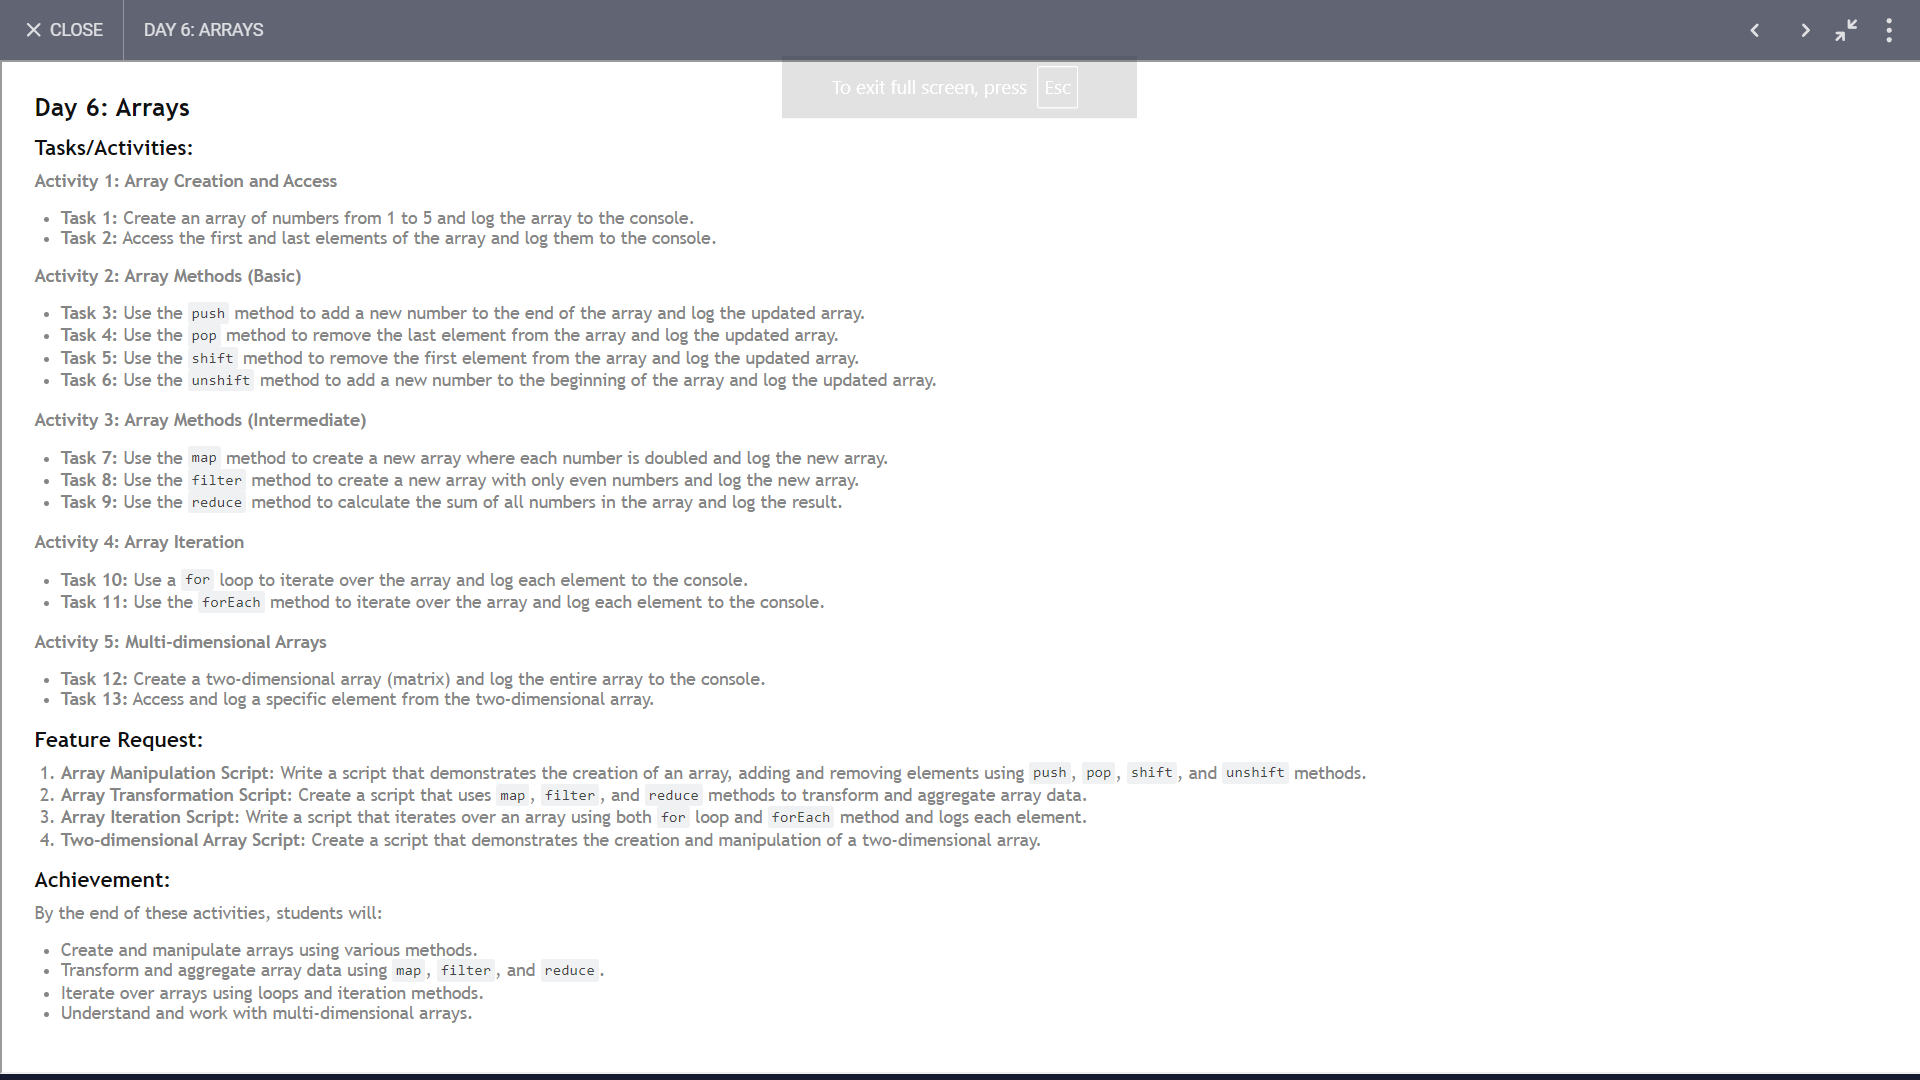 CLOSE DAY 6: ARRAYS
To exit full screen, press Esc
Day 6: Arrays
Tasks/Activities:
Activity 1: Array Creation and Access
• Task 1: Create an array of numbers from 1 to 5 and log the array to the console.
• Task 2: Access the first and last elements of the array and log them to the console.
Activity 2: Array Methods (Basic)
• Task 3: Use the push method to add a new number to the end of the array and log the updated array.
• Task 4: Use the pop method to remove the last element from the array and log the updated array.
• Task 5: Use the shift method to remove the first element from the array and log the updated array.
• Task 6: Use the unshift method to add a new number to the beginning of the array and log the updated array.
Activity 3: Array Methods (Intermediate)
• Task 7: Use the map method to create a new array where each number is doubled and log the new array.
• Task 8: Use the filter method to create a new array with only even numbers and log the new array.
• Task 9: Use the reduce method to calculate the sum of all numbers in the array and log the result.
Activity 4: Array Iteration
• Task 10: Use a for loop to iterate over the array and log each element to the console.
• Task 11: Use the forEach method to iterate over the array and log each element to the console.
Activity 5: Multi-dimensional Arrays
• Task 12: Create a two-dimensional array (matrix) and log the entire array to the console.
• Task 13: Access and log a specific element from the two-dimensional array.
Feature Request:
1. Array Manipulation Script: Write a script that demonstrates the creation of an array, adding and removing elements using push, pop, shift, and unshift methods.
2. Array Transformation Script: Create a script that uses map, filter, and reduce methods to transform and aggregate array data.
3. Array Iteration Script: Write a script that iterates over an array using both for loop and forEach method and logs each element.
4. Two-dimensional Array Script: Create a script that demonstrates the creation and manipulation of a two-dimensional array.
Achievement:
By the end of these activities, students will:
• Create and manipulate arrays using various methods.
• Transform and aggregate array data using map, filter, and reduce.
• Iterate over arrays using loops and iteration methods.
• Understand and work with multi-dimensional arrays.